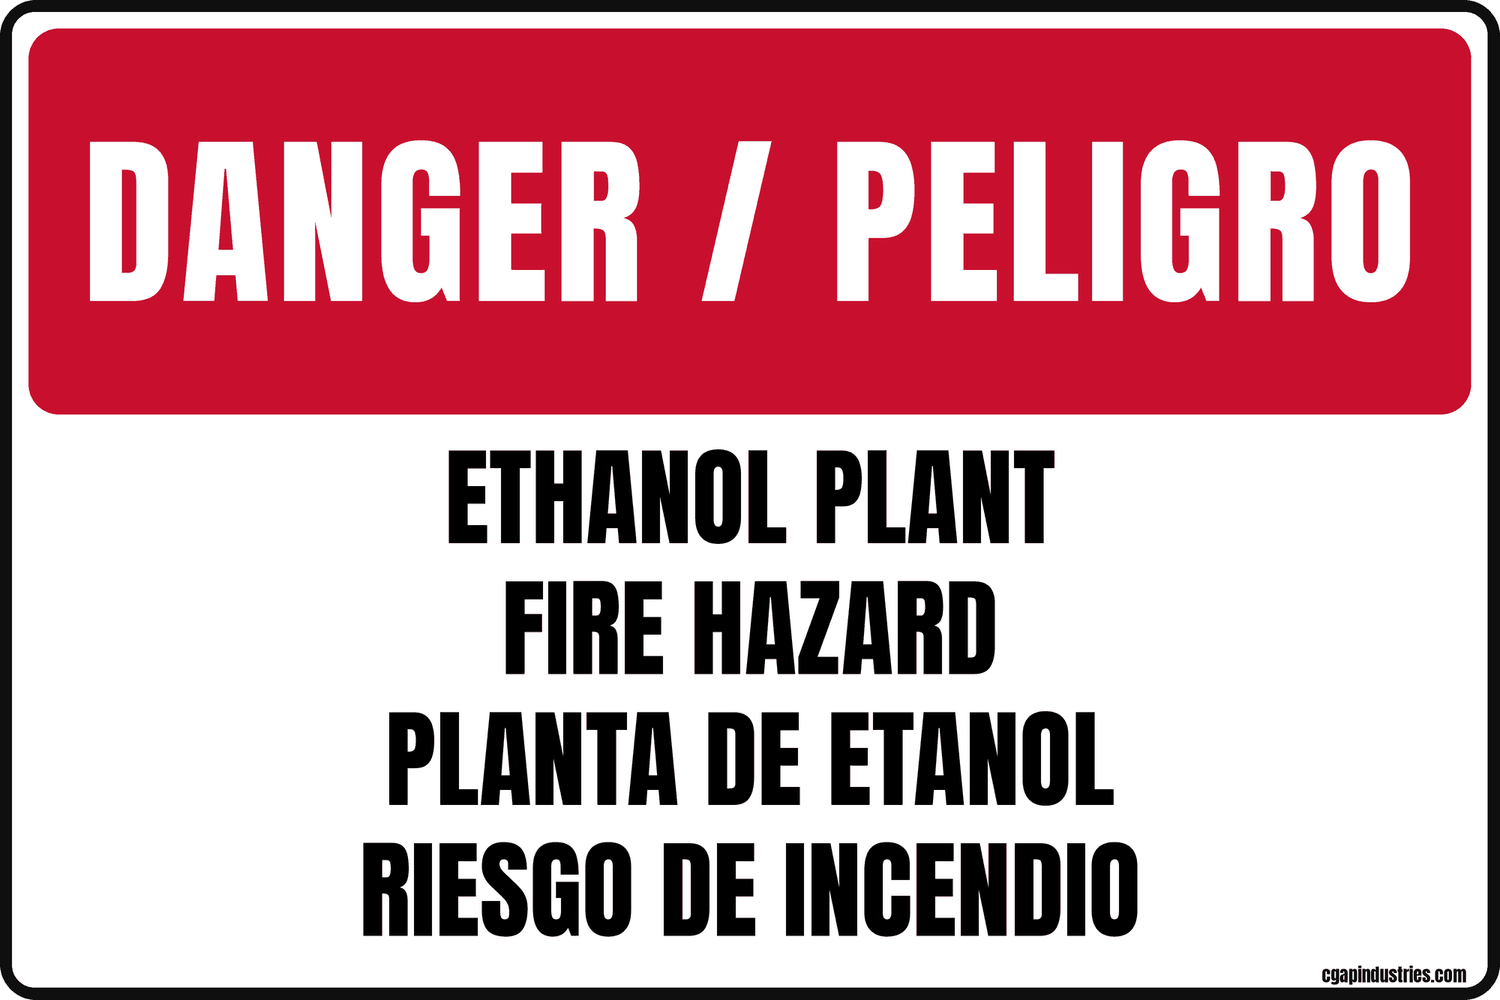 DANGER / PELIGRO
ETHANOL PLANT
FIRE HAZARD
PLANTA DE ETANOL
RIESGO DE INCENDIO
cgapindustries.com